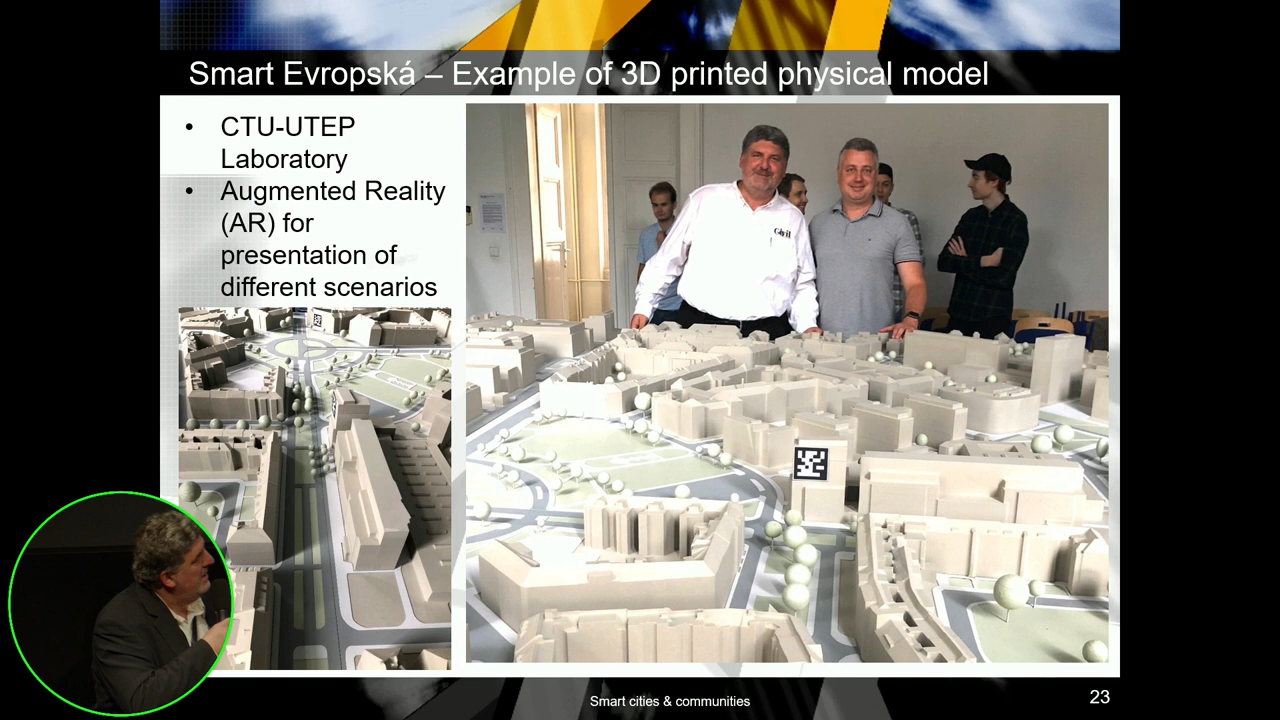 Smart Evropská – Example of 3D printed physical model
• CTU-UTEP
Laboratory
• Augmented Reality
(AR) for
presentation of
different scenarios
Smart cities & communities
23